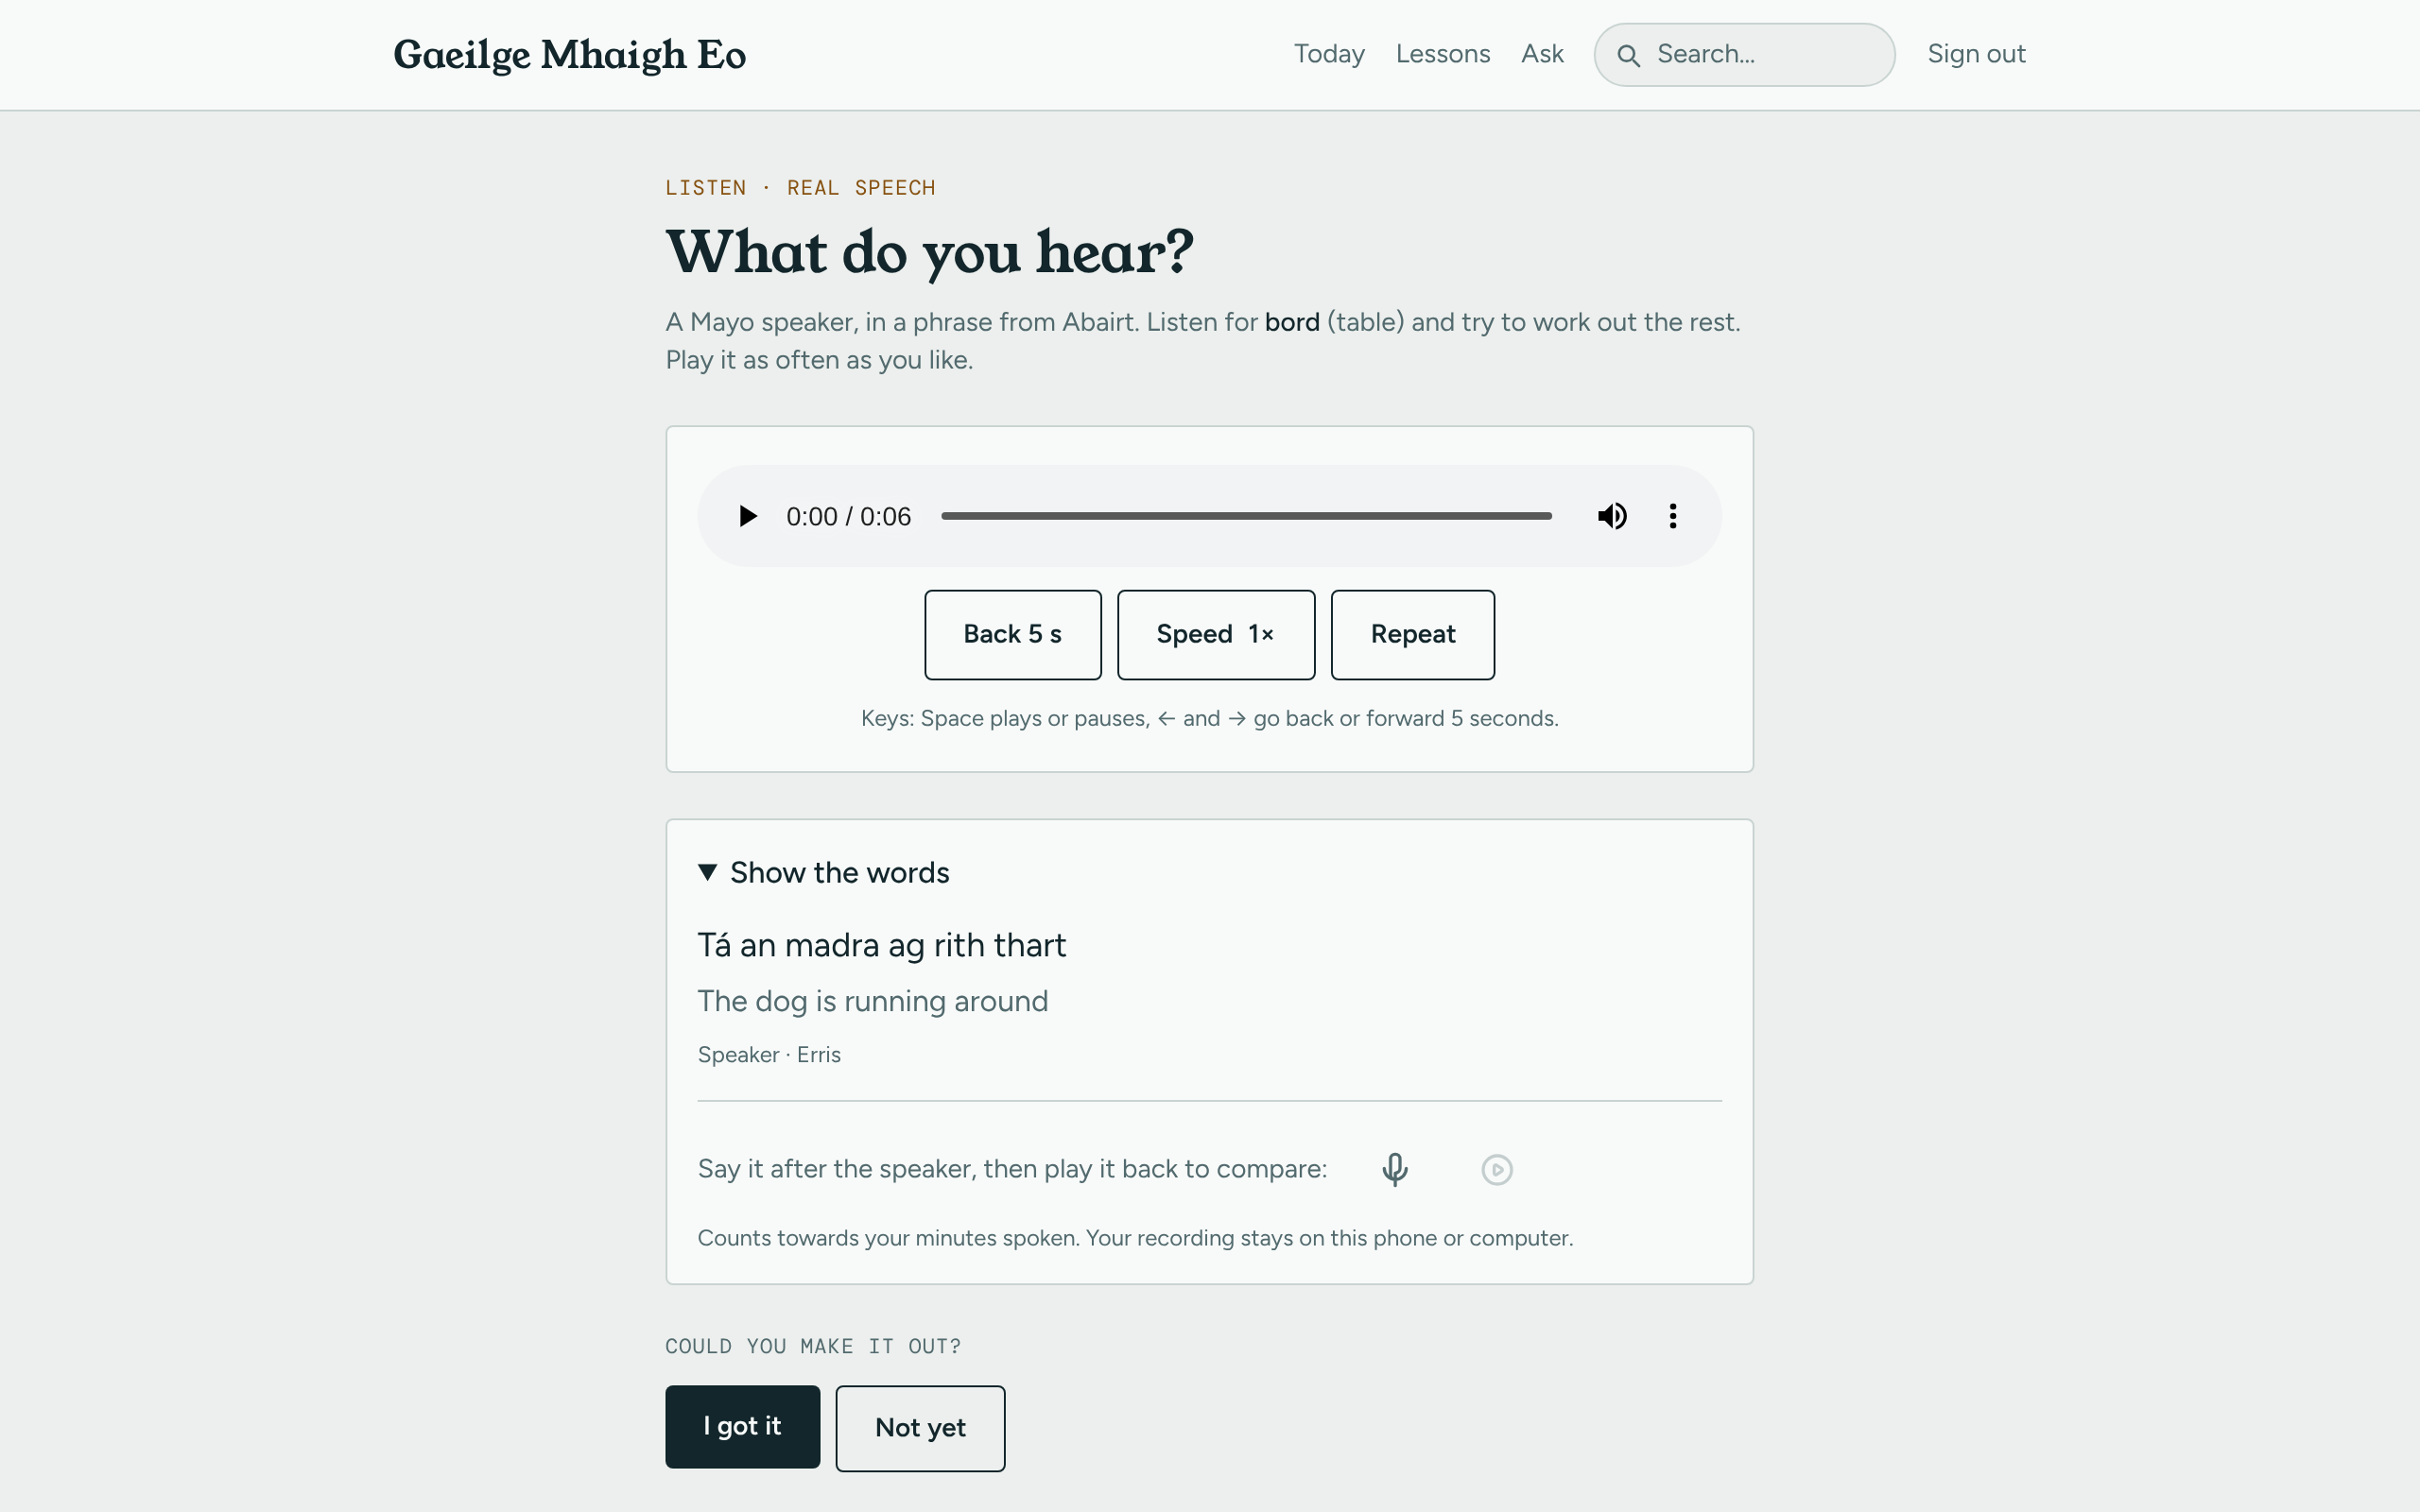 Gaeilge Mhaigh Eo
Today
Lessons
Ask
Search...
Sign out
LISTEN · REAL SPEECH
What do you hear?
A Mayo speaker, in a phrase from Abairt. Listen for bord (table) and try to work out the rest.
Play it as often as you like.
0:00 / 0:06
Back 5 s
Speed 1×
Repeat
Keys: Space plays or pauses, ← and → go back or forward 5 seconds.
Show the words
Tá an madra ag rith thart
The dog is running around
Speaker · Erris
Say it after the speaker, then play it back to compare:
Counts towards your minutes spoken. Your recording stays on this phone or computer.
COULD YOU MAKE IT OUT?
I got it
Not yet